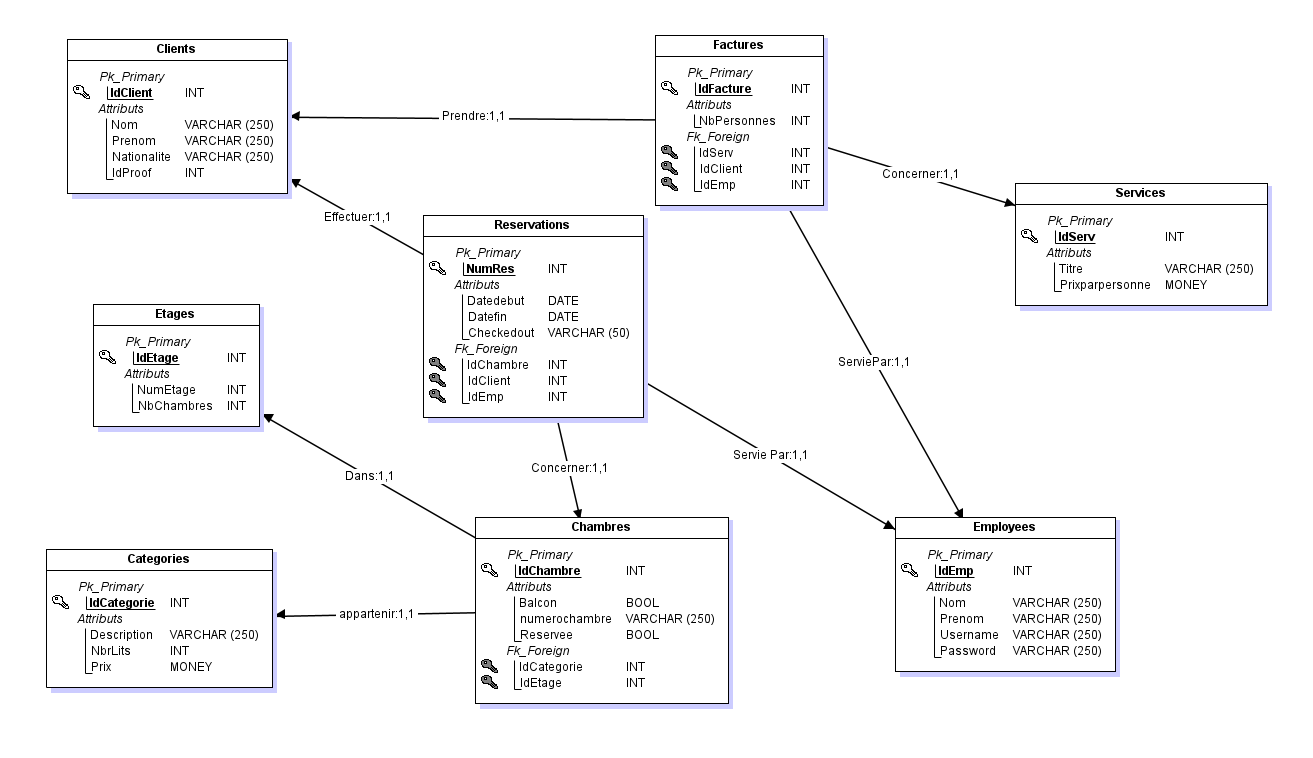 Clients
Pk_Primary
IdClient INT
Attributs
Nom VARCHAR (250)
Prenom VARCHAR (250)
Nationalite VARCHAR (250)
IdProof INT
Factures
Pk_Primary
IdFacture INT
Attributs
NbPersonnes INT
Fk_Foreign
IdServ INT
IdClient INT
IdEmp INT
Prendre:1,1
Concerner:1,1
Services
Pk_Primary
IdServ INT
Attributs
Titre VARCHAR (250)
Prixparpersonne MONEY
Effectuer:1,1
Reservations
Pk_Primary
NumRes INT
Attributs
Datedebut DATE
Datefin DATE
Checkedout VARCHAR (50)
Fk_Foreign
IdChambre INT
IdClient INT
IdEmp INT
Etages
Pk_Primary
IdEtage INT
Attributs
NumEtage INT
NbChambres INT
ServiePar:1,1
Servie Par:1,1
Concerner:1,1
Dans:1,1
Chambres
Pk_Primary
IdChambre INT
Attributs
Balcon BOOL
numerochambre VARCHAR (250)
Reservee BOOL
Fk_Foreign
IdCategorie INT
IdEtage INT
Employees
Pk_Primary
IdEmp INT
Attributs
Nom VARCHAR (250)
Prenom VARCHAR (250)
Username VARCHAR (250)
Password VARCHAR (250)
Categories
Pk_Primary
IdCategorie INT
Attributs
Description VARCHAR (250)
NbrLits INT
Prix MONEY
appartenir:1,1